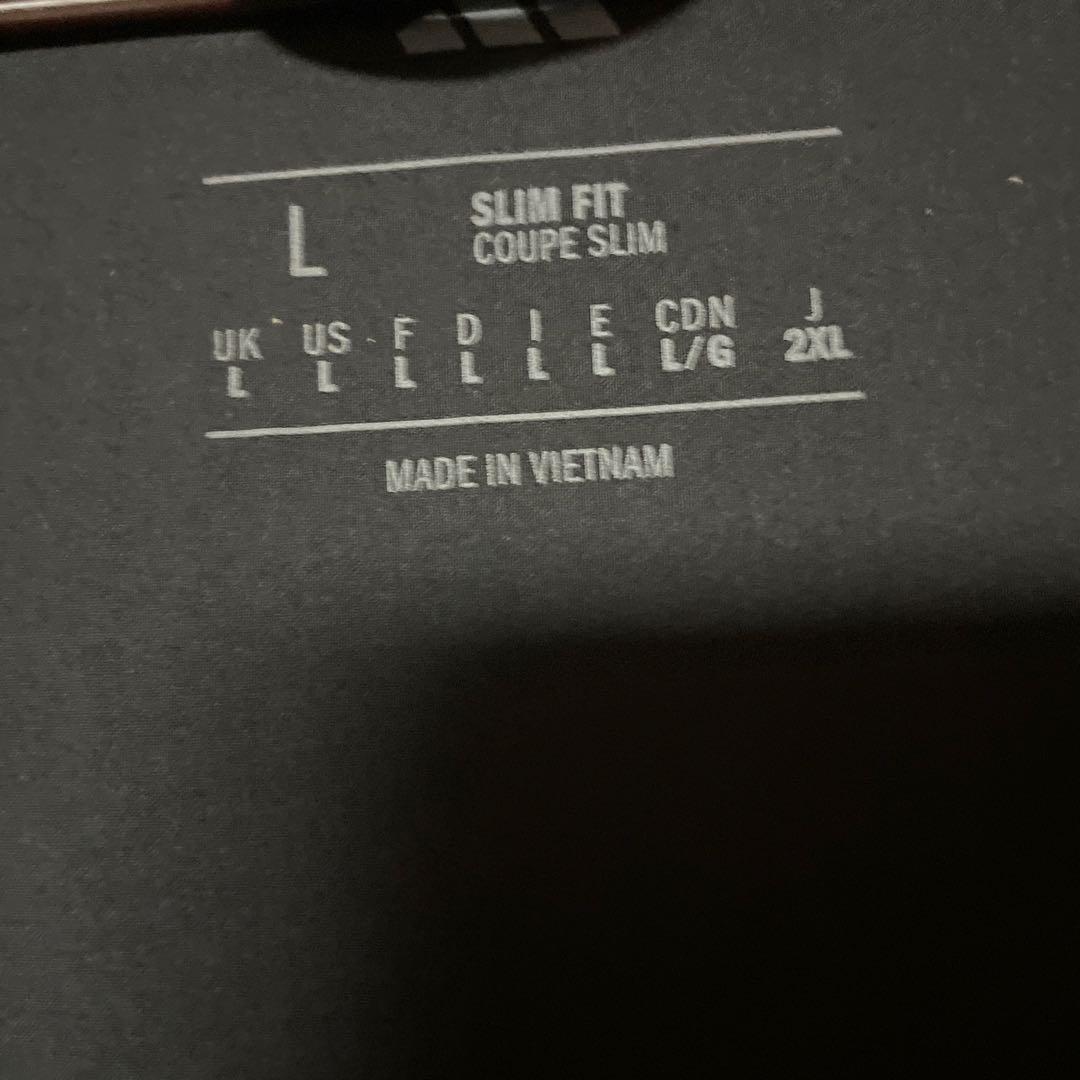 L SLIM FIT
COUPE SLIM
UK US F D I E CDN J
L L L L L L L/G 2XL
MADE IN VIETNAM